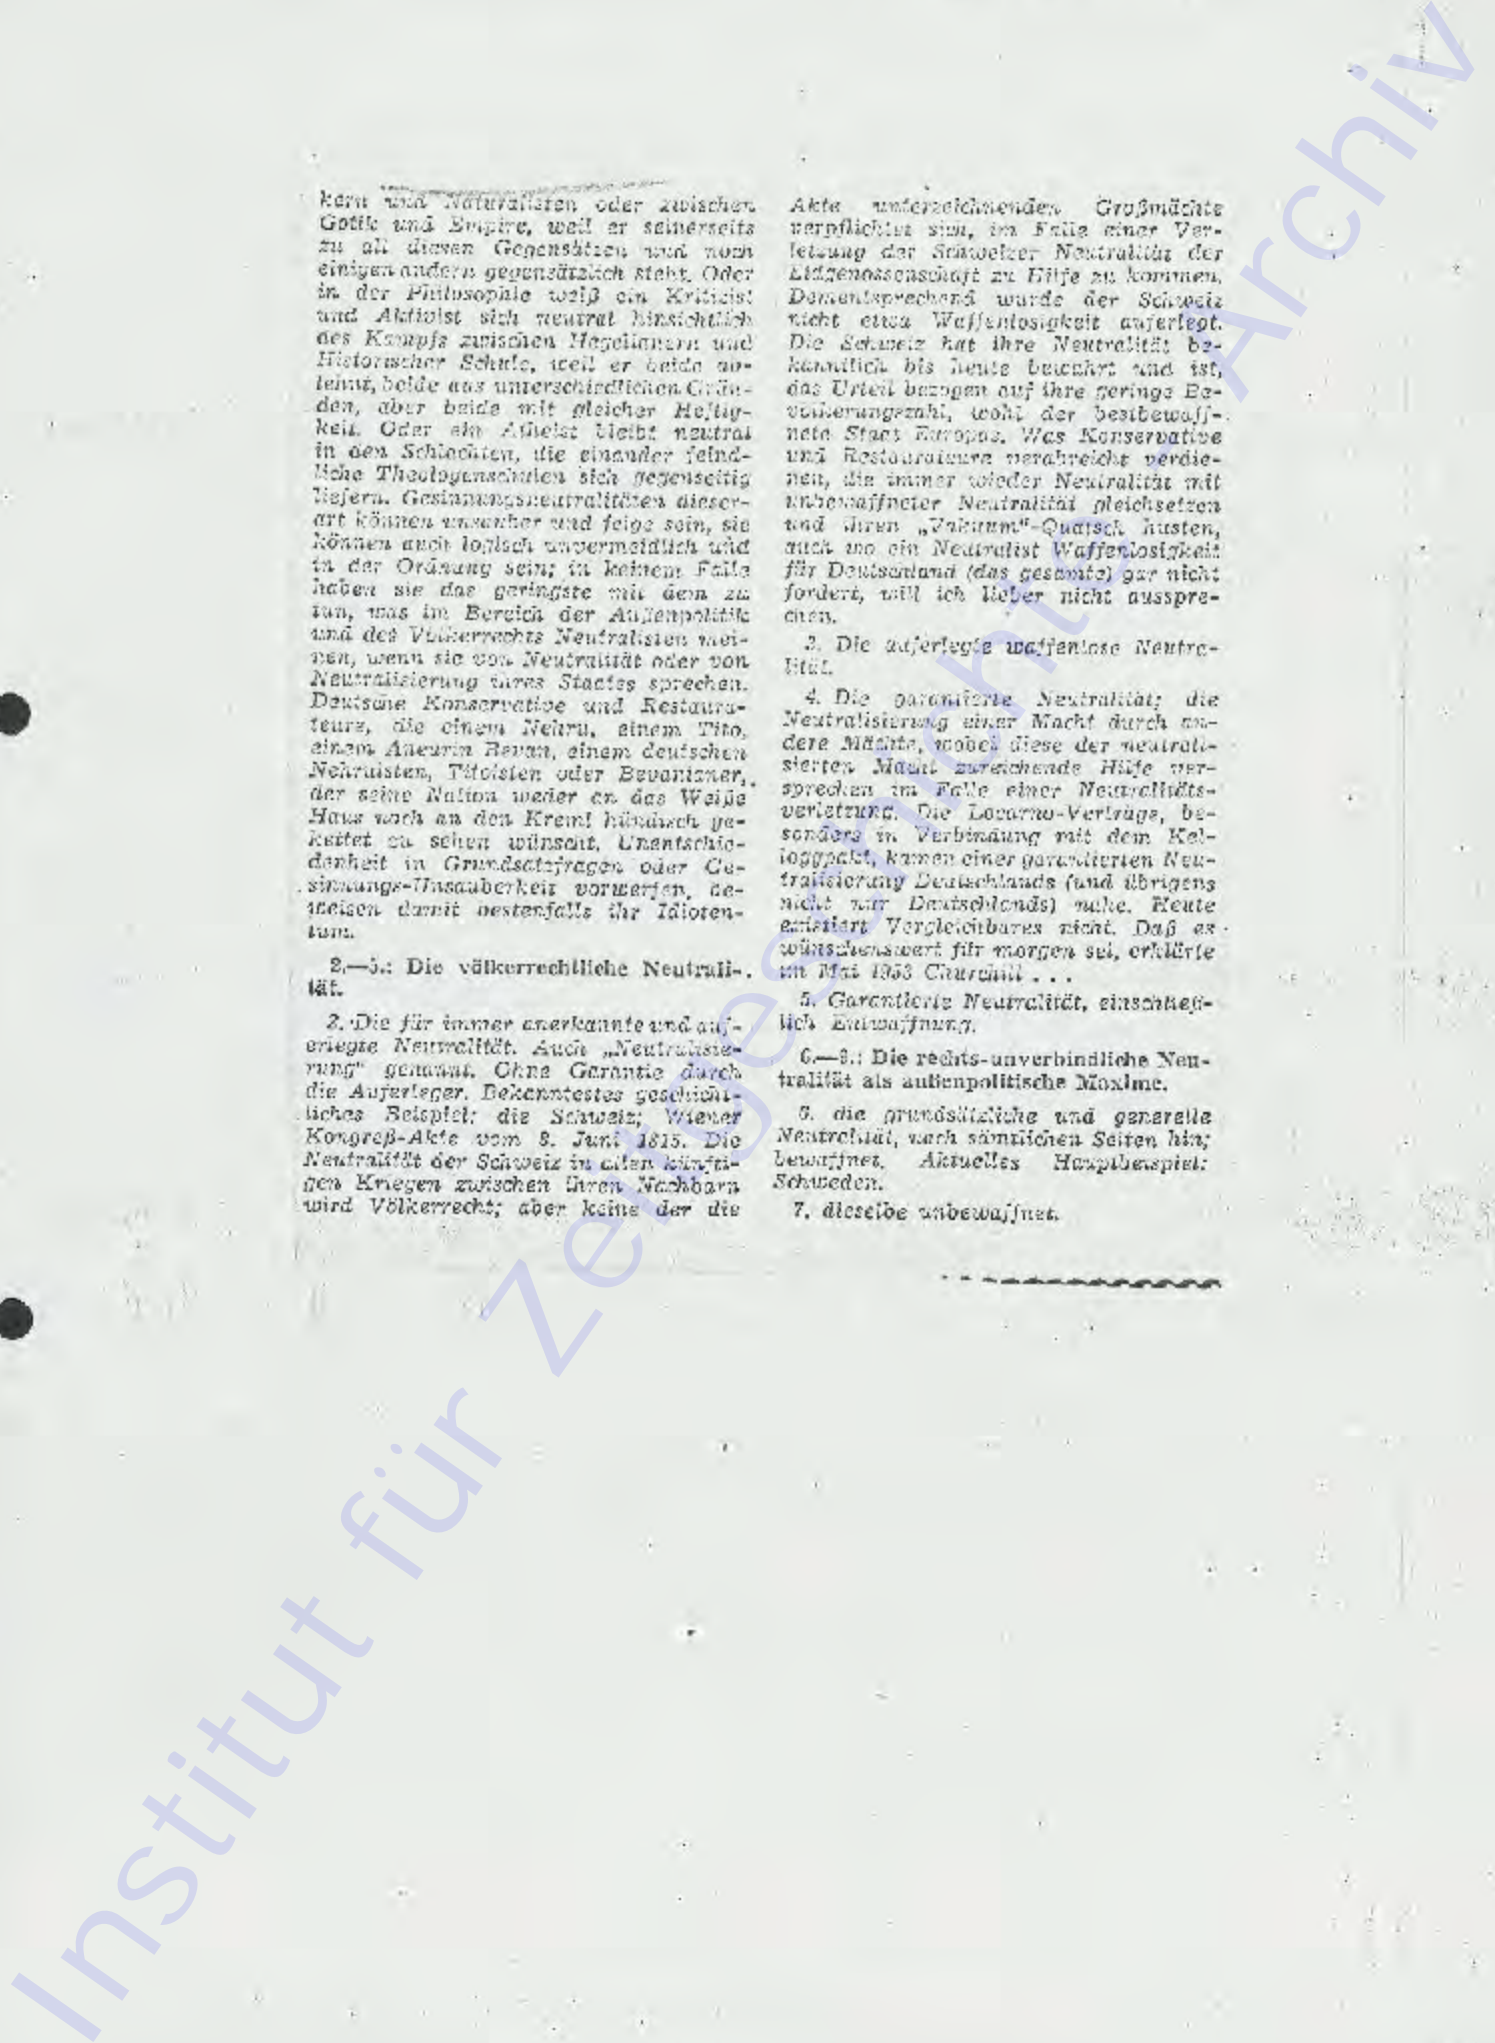 kern und Naturalisten oder zwischen
Gotik und Empire, weil er seinerseits
zu all diesen Gegensätzen und noch
einigen andern gegensätzlich steht. Oder
in der Philosophie weiß ein Kritizist
und Aktivist sich neutral hinsichtlich
des Kampfs zwischen Hegelianern und
Historischer Schule, weil er beide ab-
lehnt, beide aus unterschiedlichen Grün-
den, aber beide mit gleicher Heftig-
keit. Oder ein Atheist bleibt neutral
in den Schlachten, die einander feind-
liche Theologenschulen sich gegenseitig
liefern. Gesinnungsneutralitäten dieser-
art können unsauber und feige sein, sie
können auch logisch unvermeidlich und
in der Ordnung sein; in keinem Falle
haben sie das geringste mit dem zu
tun, was im Bereich der Außenpolitik
und des Völkerrechts Neutralisten mei-
nen, wenn sie von Neutralität oder von
Neutralisierung ihres Staates sprechen.
Deutsche Konservative und Restaura-
teure, die einem Nehru, einem Tito,
einem Aneurin Bevan, einem deutschen
Nehruisten, Titoisten oder Bevanianer,
der seine Nation weder an das Weiße
Haus noch an den Kreml hündisch ge-
kettet zu sehen wünscht, Unentschie-
denheit in Grundsatzfragen oder Ge-
sinnungs-Unsauberkeit vorwerfen, be-
weisen damit bestenfalls ihr Idioten-
tum.
2.—5.: Die völkerrechtliche Neutrali-
tät.
2. Die für immer anerkannte und auf-
erlegte Neutralität. Auch „Neutralisie-
rung" genannt. Ohne Garantie durch
die Auferleger. Bekanntestes geschicht-
liches Beispiel: die Schweiz; Wiener
Kongreß-Akte vom 8. Juni 1815. Die
Neutralität der Schweiz in allen künfti-
gen Kriegen zwischen ihren Nachbarn
wird Völkerrecht; aber keine der die
Akte unterzeichnenden Großmächte
verpflichtet sich, im Falle einer Ver-
letzung der Schweizer Neutralität der
Eidgenossenschaft zu Hilfe zu kommen.
Dementsprechend wurde der Schweiz
nicht etwa Waffenlosigkeit auferlegt.
Die Schweiz hat ihre Neutralität be-
kanntlich bis heute bewahrt und ist,
das Urteil bezogen auf ihre geringe Be-
völkerungszahl, wohl der bestbewaff-
nete Staat Europas. Was Konservative
und Restaurateure verabreicht verdie-
nen, die immer wieder Neutralität mit
unbewaffneter Neutralität gleichsetzen
und ihren „Vakuum"-Quatsch husten,
auch wo ein Neutralist Waffenlosigkeit
für Deutschland (das gesamte) gar nicht
fordert, will ich lieber nicht ausspre-
chen.
3. Die auferlegte waffenlose Neutra-
lität.
4. Die garantierte Neutralität; die
Neutralisierung einer Macht durch an-
dere Mächte, wobei diese der neutrali-
sierten Macht zureichende Hilfe ver-
sprechen im Falle einer Neutralitäts-
verletzung. Die Locarno-Verträge, be-
sonders in Verbindung mit dem Kel-
loggpakt, kamen einer garantierten Neu-
tralisierung Deutschlands (und übrigens
nicht nur Deutschlands) nahe. Heute
existiert Vergleichbares nicht. Daß es
wünschenswert für morgen sei, erklärte
im Mai 1953 Churchill . . .
5. Garantierte Neutralität, einschließ-
lich Entwaffnung.
6.—9.: Die rechts-unverbindliche Neu-
tralität als außenpolitische Maxime.
6. die grundsätzliche und generelle
Neutralität, nach sämtlichen Seiten hin;
bewaffnet. Aktuelles Hauptbeispiel:
Schweden.
7. dieselbe unbewaffnet.
Institut für Zeitgeschichte - Archiv